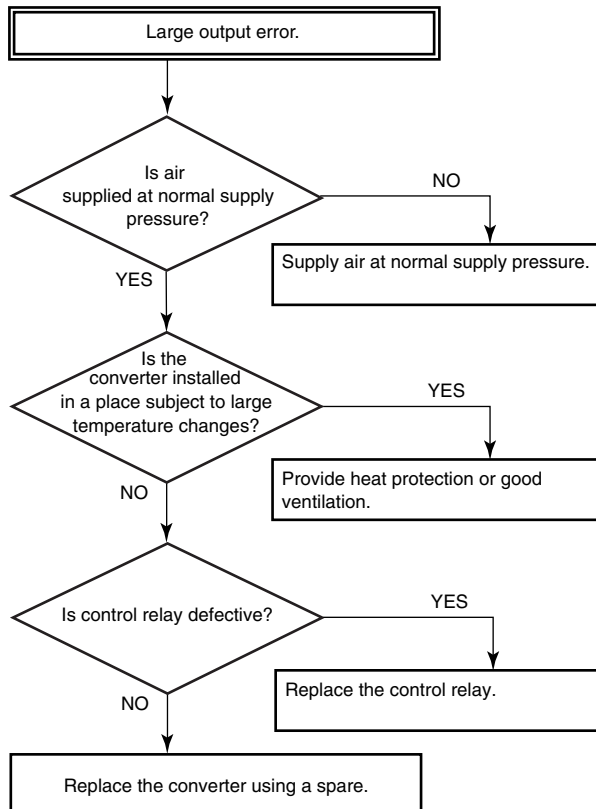 Large output error.
Is air
supplied at normal supply
pressure?
NO
Supply air at normal supply pressure.
YES
Is the
converter installed
in a place subject to large
temperature changes?
YES
Provide heat protection or good
ventilation.
NO
Is control relay defective?
YES
Replace the control relay.
NO
Replace the converter using a spare.